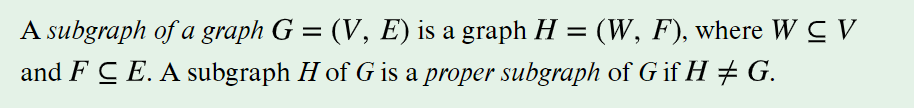 A subgraph of a graph G = (V, E) is a graph H = (W, F), where W ⊆ V
and F ⊆ E. A subgraph H of G is a proper subgraph of G if H ≠ G.